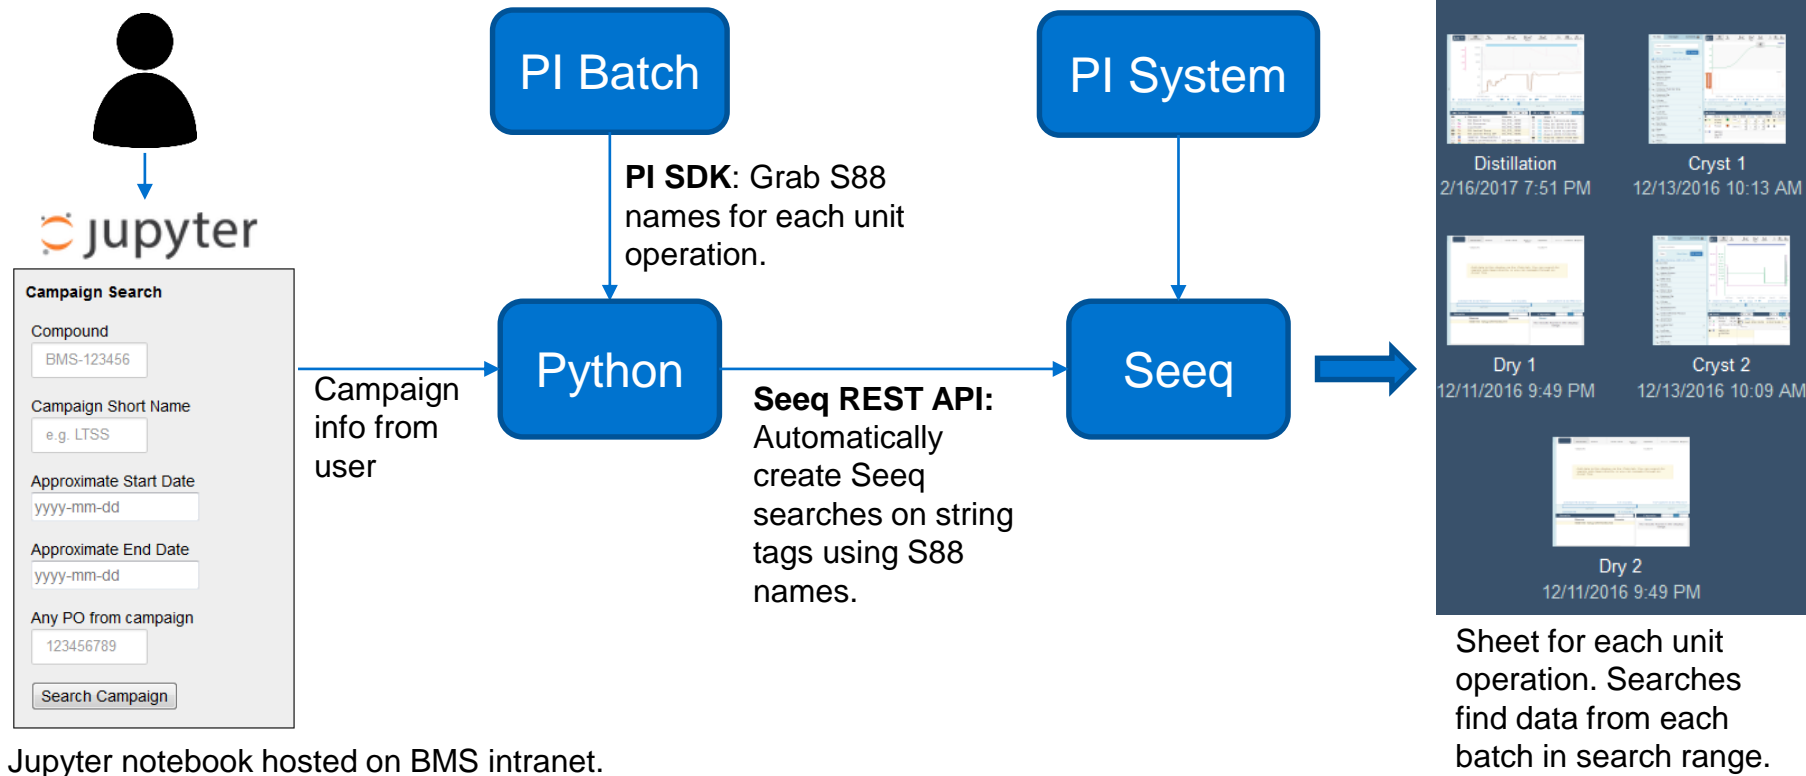 PI Batch
PI System
PI SDK: Grab S88
names for each unit
operation.
jupyter
Campaign Search
Compound
BMS-123456
Campaign Short Name
e.g. LTSS
Approximate Start Date
yyyy-mm-dd
Approximate End Date
yyyy-mm-dd
Any PO from campaign
123456789
Search Campaign
Jupyter notebook hosted on BMS intranet.
Campaign
info from
user
Python
Seeq REST API:
Automatically
create Seeq
searches on string
tags using S88
names.
Seeq
Distillation
2/16/2017 7:51 PM
Cryst 1
12/13/2016 10:13 AM
Dry 1
12/11/2016 9:49 PM
Cryst 2
12/13/2016 10:09 AM
Dry 2
12/11/2016 9:49 PM
Sheet for each unit
operation. Searches
find data from each
batch in search range.